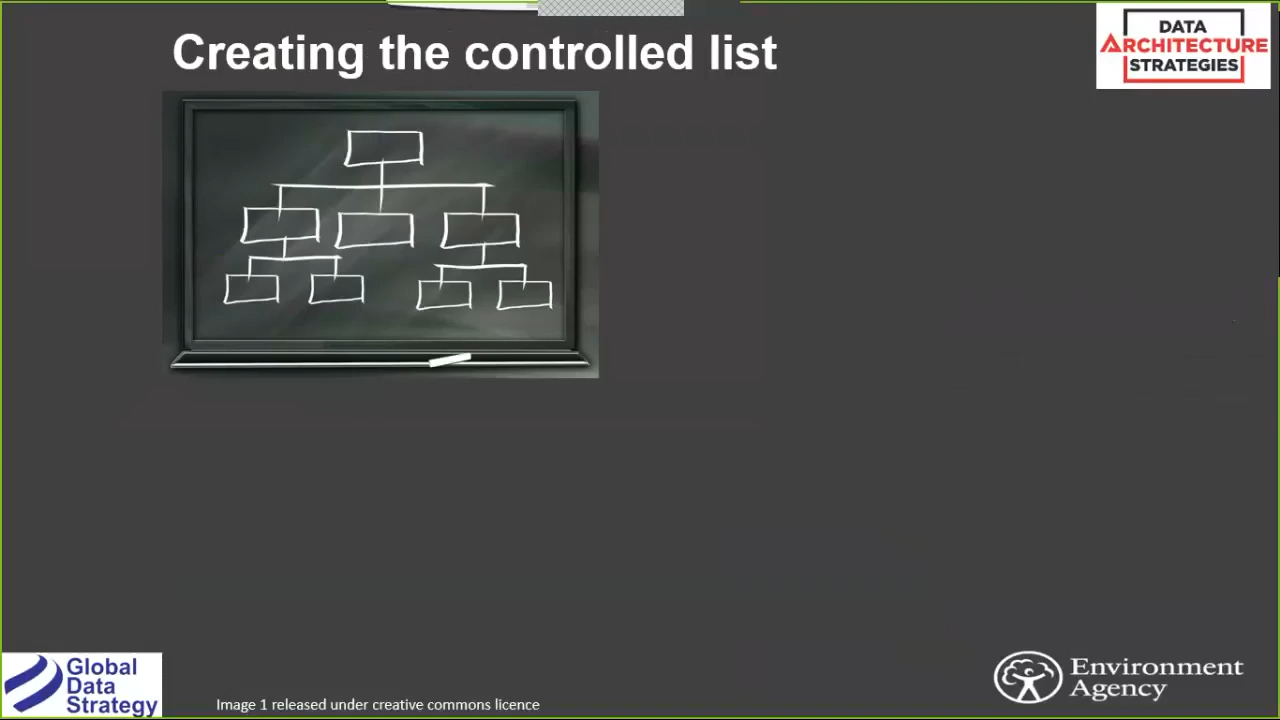 Creating the controlled list
DATA
ARCHITECTURE
STRATEGIES
Global
Data
Strategy
Image 1 released under creative commons licence
Environment
Agency